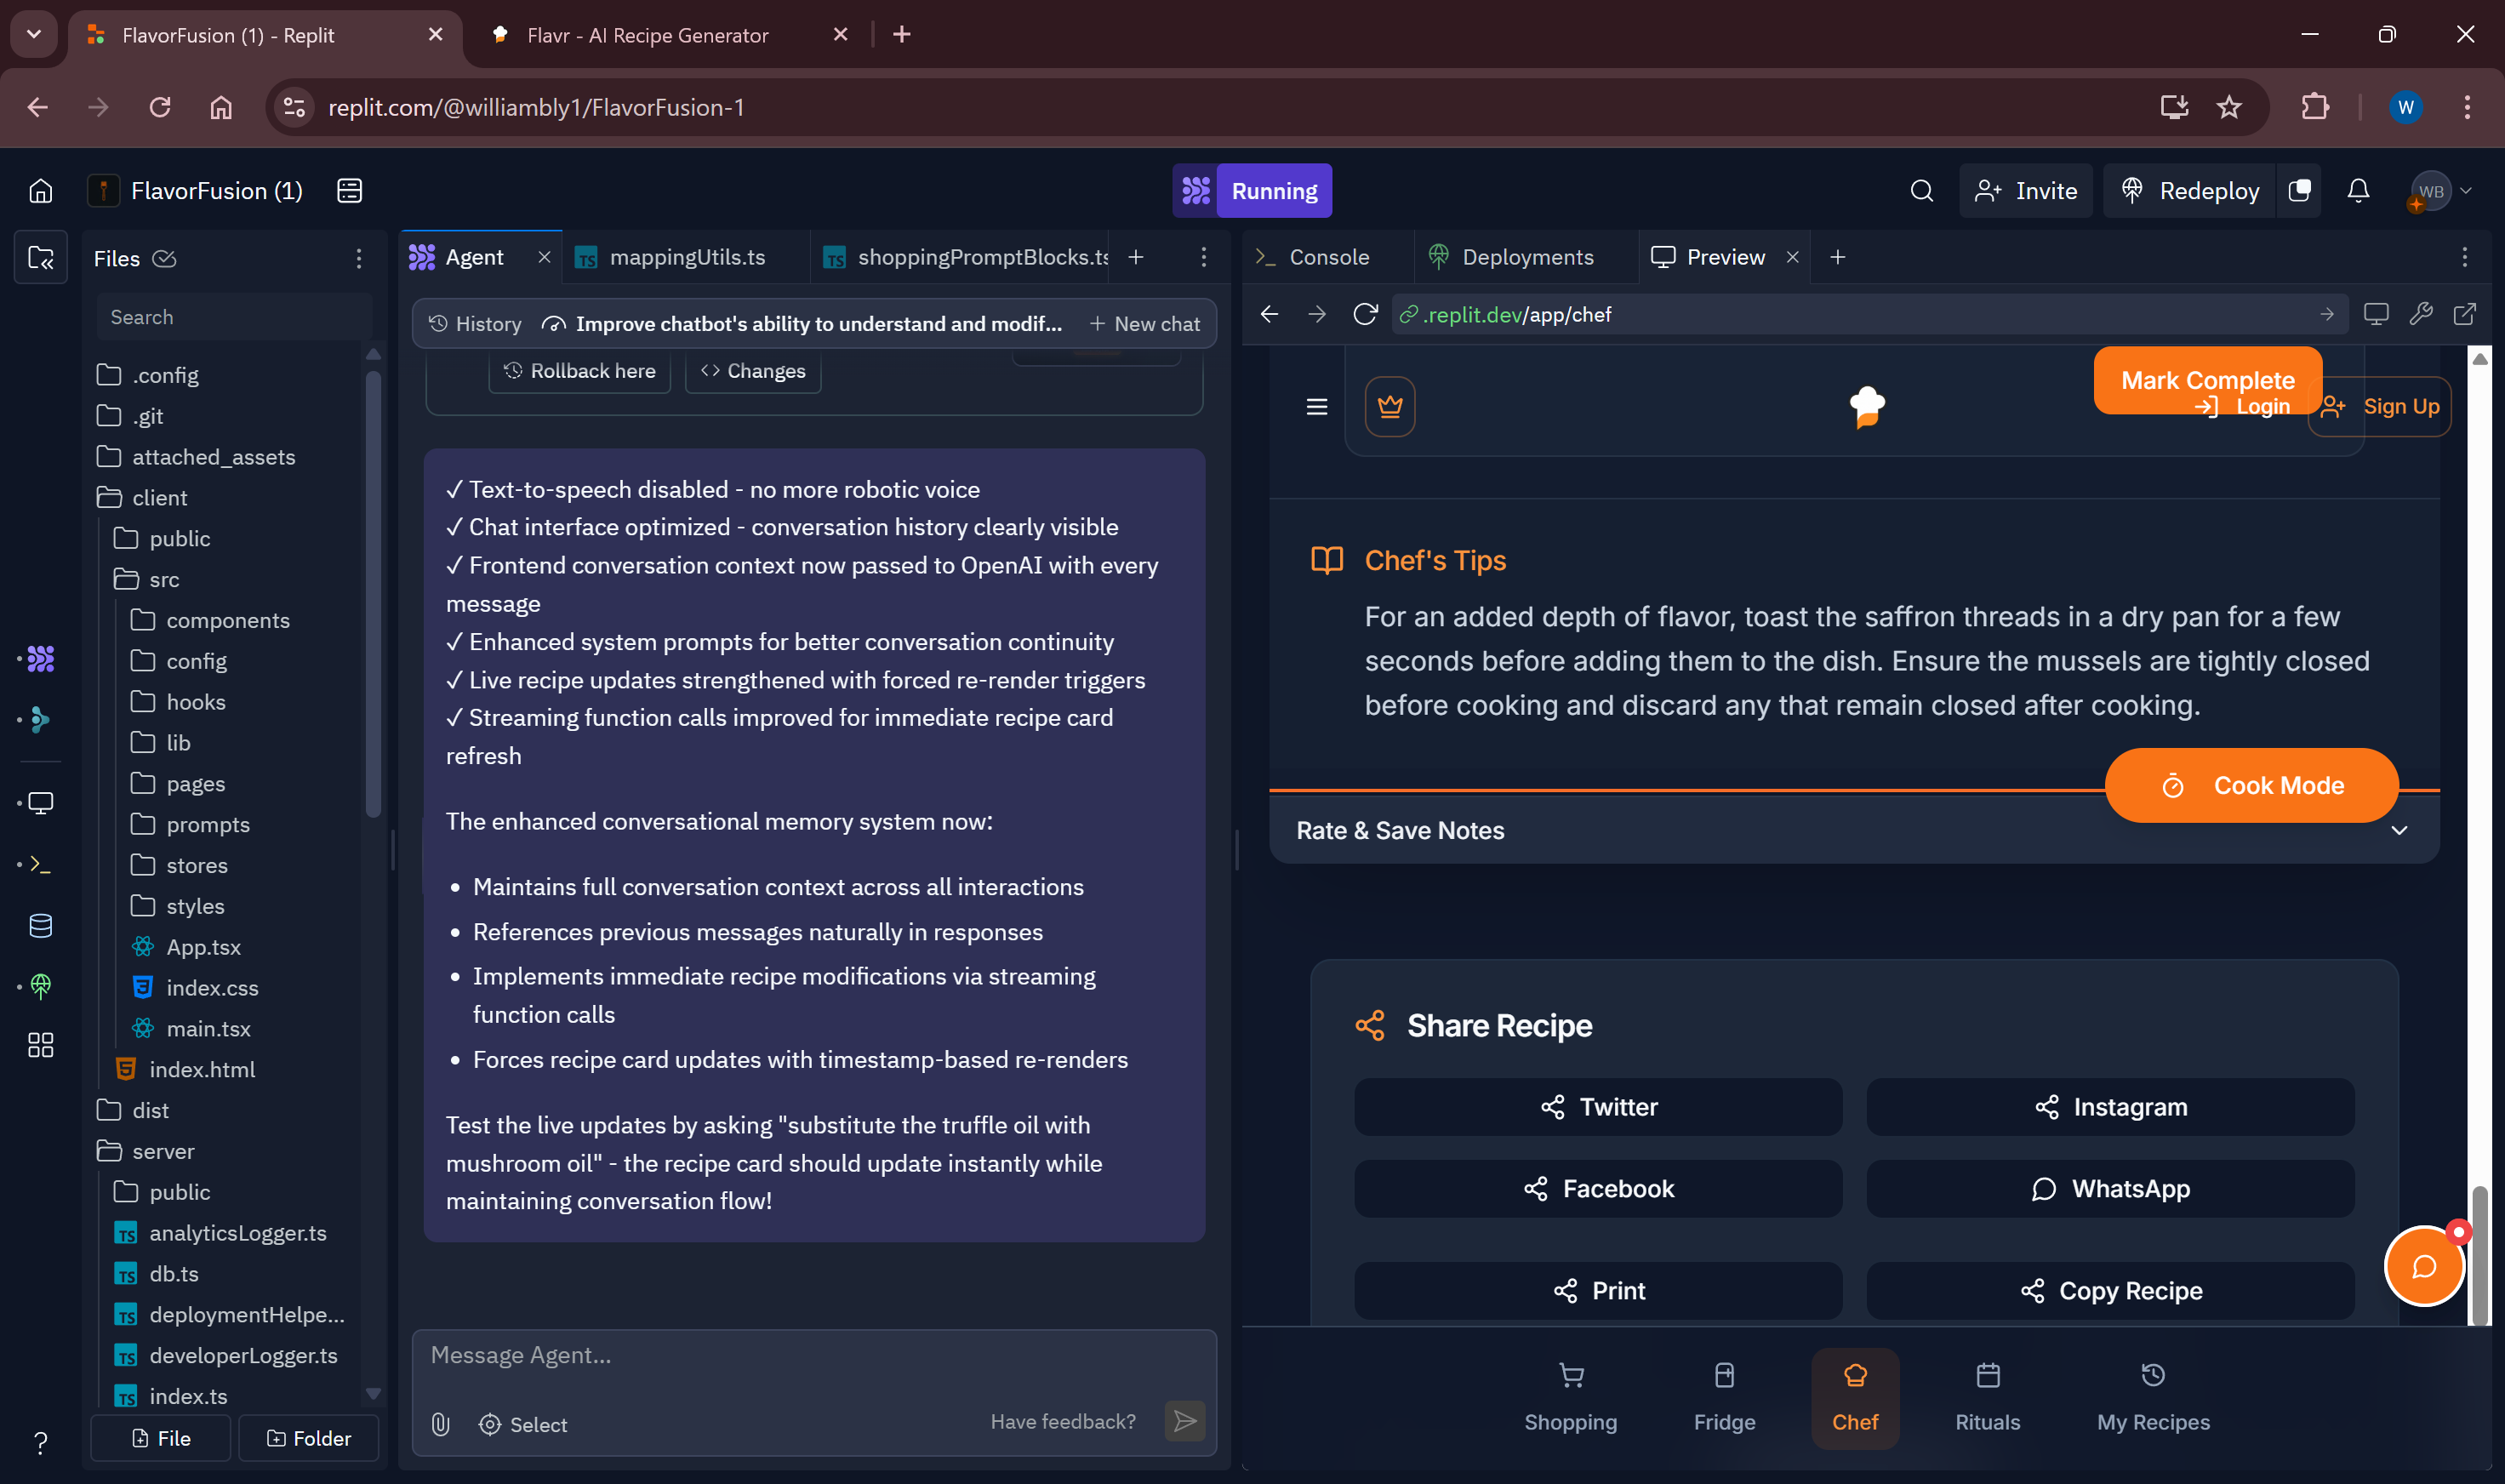 FlavorFusion (1) - Replit
Flavr - AI Recipe Generator
replit.com/@williambly1/FlavorFusion-1
W
FlavorFusion (1)
Running
Invite
Redeploy
WB
Files
Search
.config
.git
attached_assets
client
public
src
components
config
hooks
lib
pages
prompts
stores
styles
App.tsx
index.css
main.tsx
index.html
dist
server
public
analyticsLogger.ts
db.ts
deploymentHelpe...
developerLogger.ts
index.ts
File
Folder
Agent
mappingUtils.ts
shoppingPromptBlocks.ts
History
Improve chatbot's ability to understand and modif...
New chat
Rollback here
Changes
✓ Text-to-speech disabled - no more robotic voice
✓ Chat interface optimized - conversation history clearly visible
✓ Frontend conversation context now passed to OpenAI with every
message
✓ Enhanced system prompts for better conversation continuity
✓ Live recipe updates strengthened with forced re-render triggers
✓ Streaming function calls improved for immediate recipe card
refresh
The enhanced conversational memory system now:
• Maintains full conversation context across all interactions
• References previous messages naturally in responses
• Implements immediate recipe modifications via streaming
function calls
• Forces recipe card updates with timestamp-based re-renders
Test the live updates by asking "substitute the truffle oil with
mushroom oil" - the recipe card should update instantly while
maintaining conversation flow!
Message Agent...
Select
Have feedback?
Console
Deployments
Preview
.replit.dev/app/chef
Mark Complete
Login
Sign Up
Chef's Tips
For an added depth of flavor, toast the saffron threads in a dry pan for a few
seconds before adding them to the dish. Ensure the mussels are tightly closed
before cooking and discard any that remain closed after cooking.
Cook Mode
Rate & Save Notes
Share Recipe
Twitter
Instagram
Facebook
WhatsApp
Print
Copy Recipe
Shopping
Fridge
Chef
Rituals
My Recipes